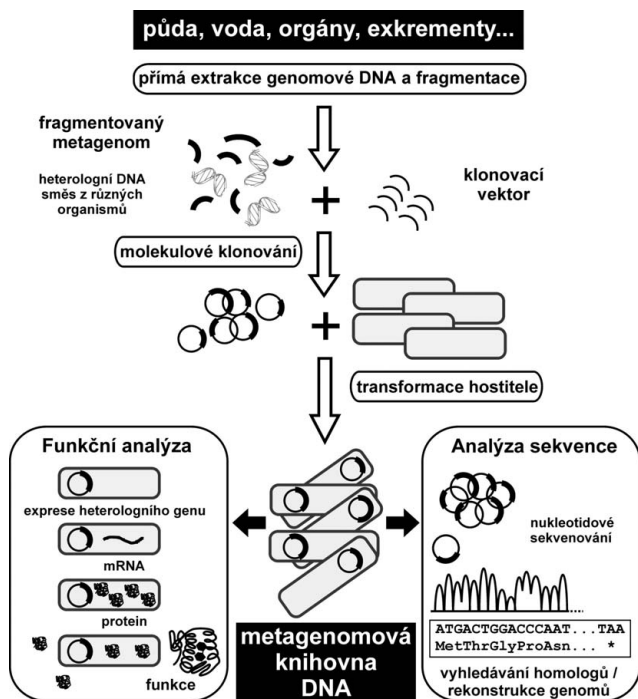 půda, voda, orgány, exkrementy...
přímá extrakce genomové DNA a fragmentace
fragmentovaný
metagenom
heterologní DNA
směs z různých
organismů
+
klonovací
vektor
molekulové klonování
+
transformace hostitele
Funkční analýza
exprese heterologního genu
mRNA
protein
funkce
metagenomová
knihovna
DNA
Analýza sekvence
nukleotidové
sekvenování
ATGACTGGACCCAAT...TAA
MetThrGlyProAsn... *
vyhledávání homologů /
rekonstrukce genomů